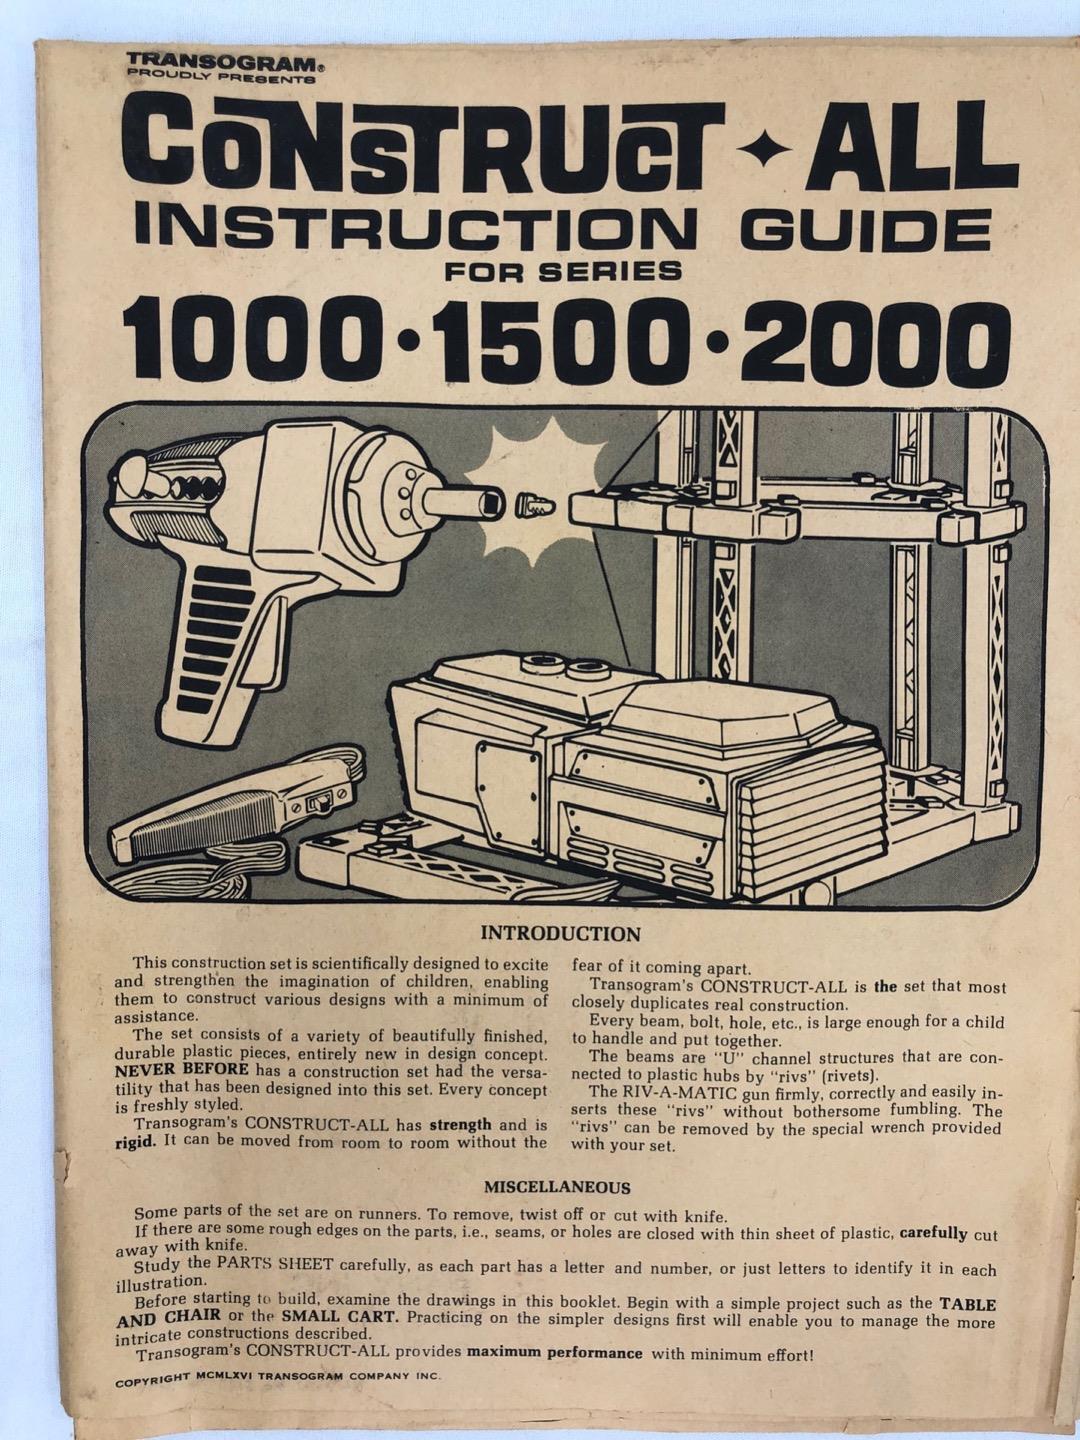 TRANSOGRAM®
PROUDLY PRESENTS
CONSTRUCT ✦ ALL
INSTRUCTION GUIDE
FOR SERIES
1000 • 1500 • 2000
INTRODUCTION
This construction set is scientifically designed to excite
and strengthen the imagination of children, enabling
them to construct various designs with a minimum of
assistance.
The set consists of a variety of beautifully finished,
durable plastic pieces, entirely new in design concept.
NEVER BEFORE has a construction set had the versa-
tility that has been designed into this set. Every concept
is freshly styled.
Transogram's CONSTRUCT-ALL has strength and is
rigid. It can be moved from room to room without the
fear of it coming apart.
Transogram's CONSTRUCT-ALL is the set that most
closely duplicates real construction.
Every beam, bolt, hole, etc., is large enough for a child
to handle and put together.
The beams are "U" channel structures that are con-
nected to plastic hubs by "rivs" (rivets).
The RIV-A-MATIC gun firmly, correctly and easily in-
serts these "rivs" without bothersome fumbling. The
"rivs" can be removed by the special wrench provided
with your set.
MISCELLANEOUS
Some parts of the set are on runners. To remove, twist off or cut with knife.
If there are some rough edges on the parts, i.e., seams, or holes are closed with thin sheet of plastic, carefully cut
away with knife.
Study the PARTS SHEET carefully, as each part has a letter and number, or just letters to identify it in each
illustration.
Before starting to build, examine the drawings in this booklet. Begin with a simple project such as the TABLE
AND CHAIR or the SMALL CART. Practicing on the simpler designs first will enable you to manage the more
intricate constructions described.
Transogram's CONSTRUCT-ALL provides maximum performance with minimum effort!
COPYRIGHT MCMLXVI TRANSOGRAM COMPANY INC.